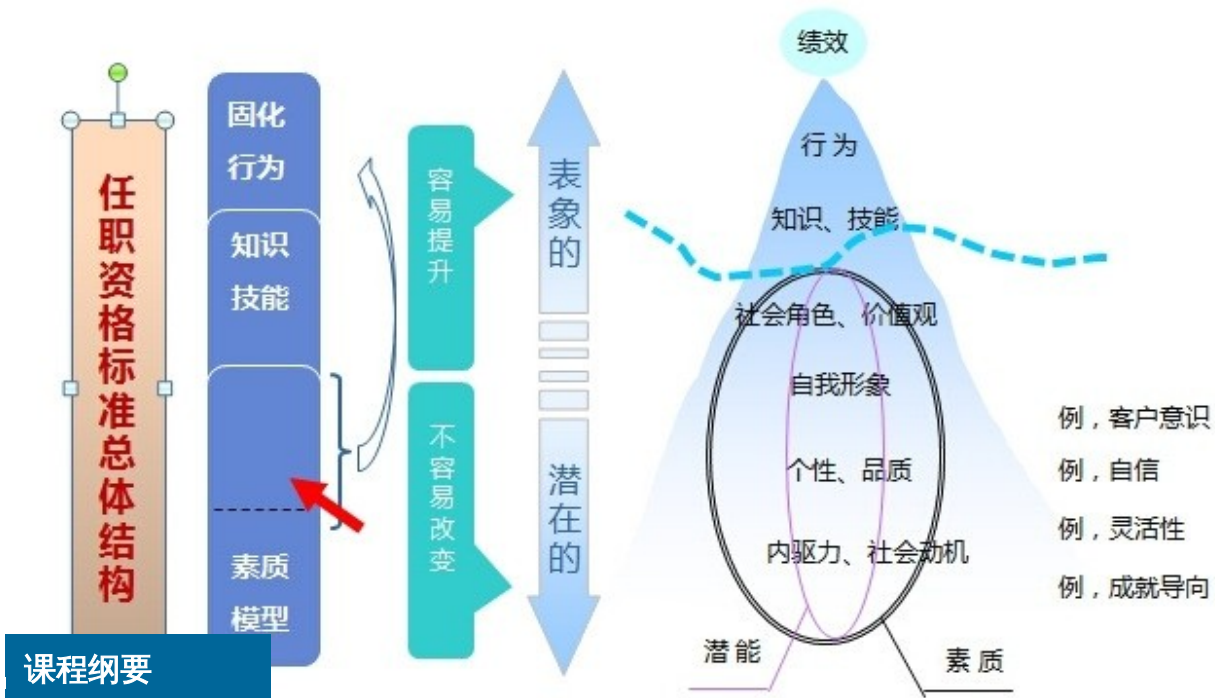 任职资格标准总体结构
固化
行为
知识
技能
素质
模型
容易提升
不容易改变
表象的
潜在的
绩效
行 为
知识、技能
社会角色、价值观
自我形象
个性、品质
内驱力、社会动机
潜 能
素 质
例，客户意识
例，自信
例，灵活性
例，成就导向
课程纲要